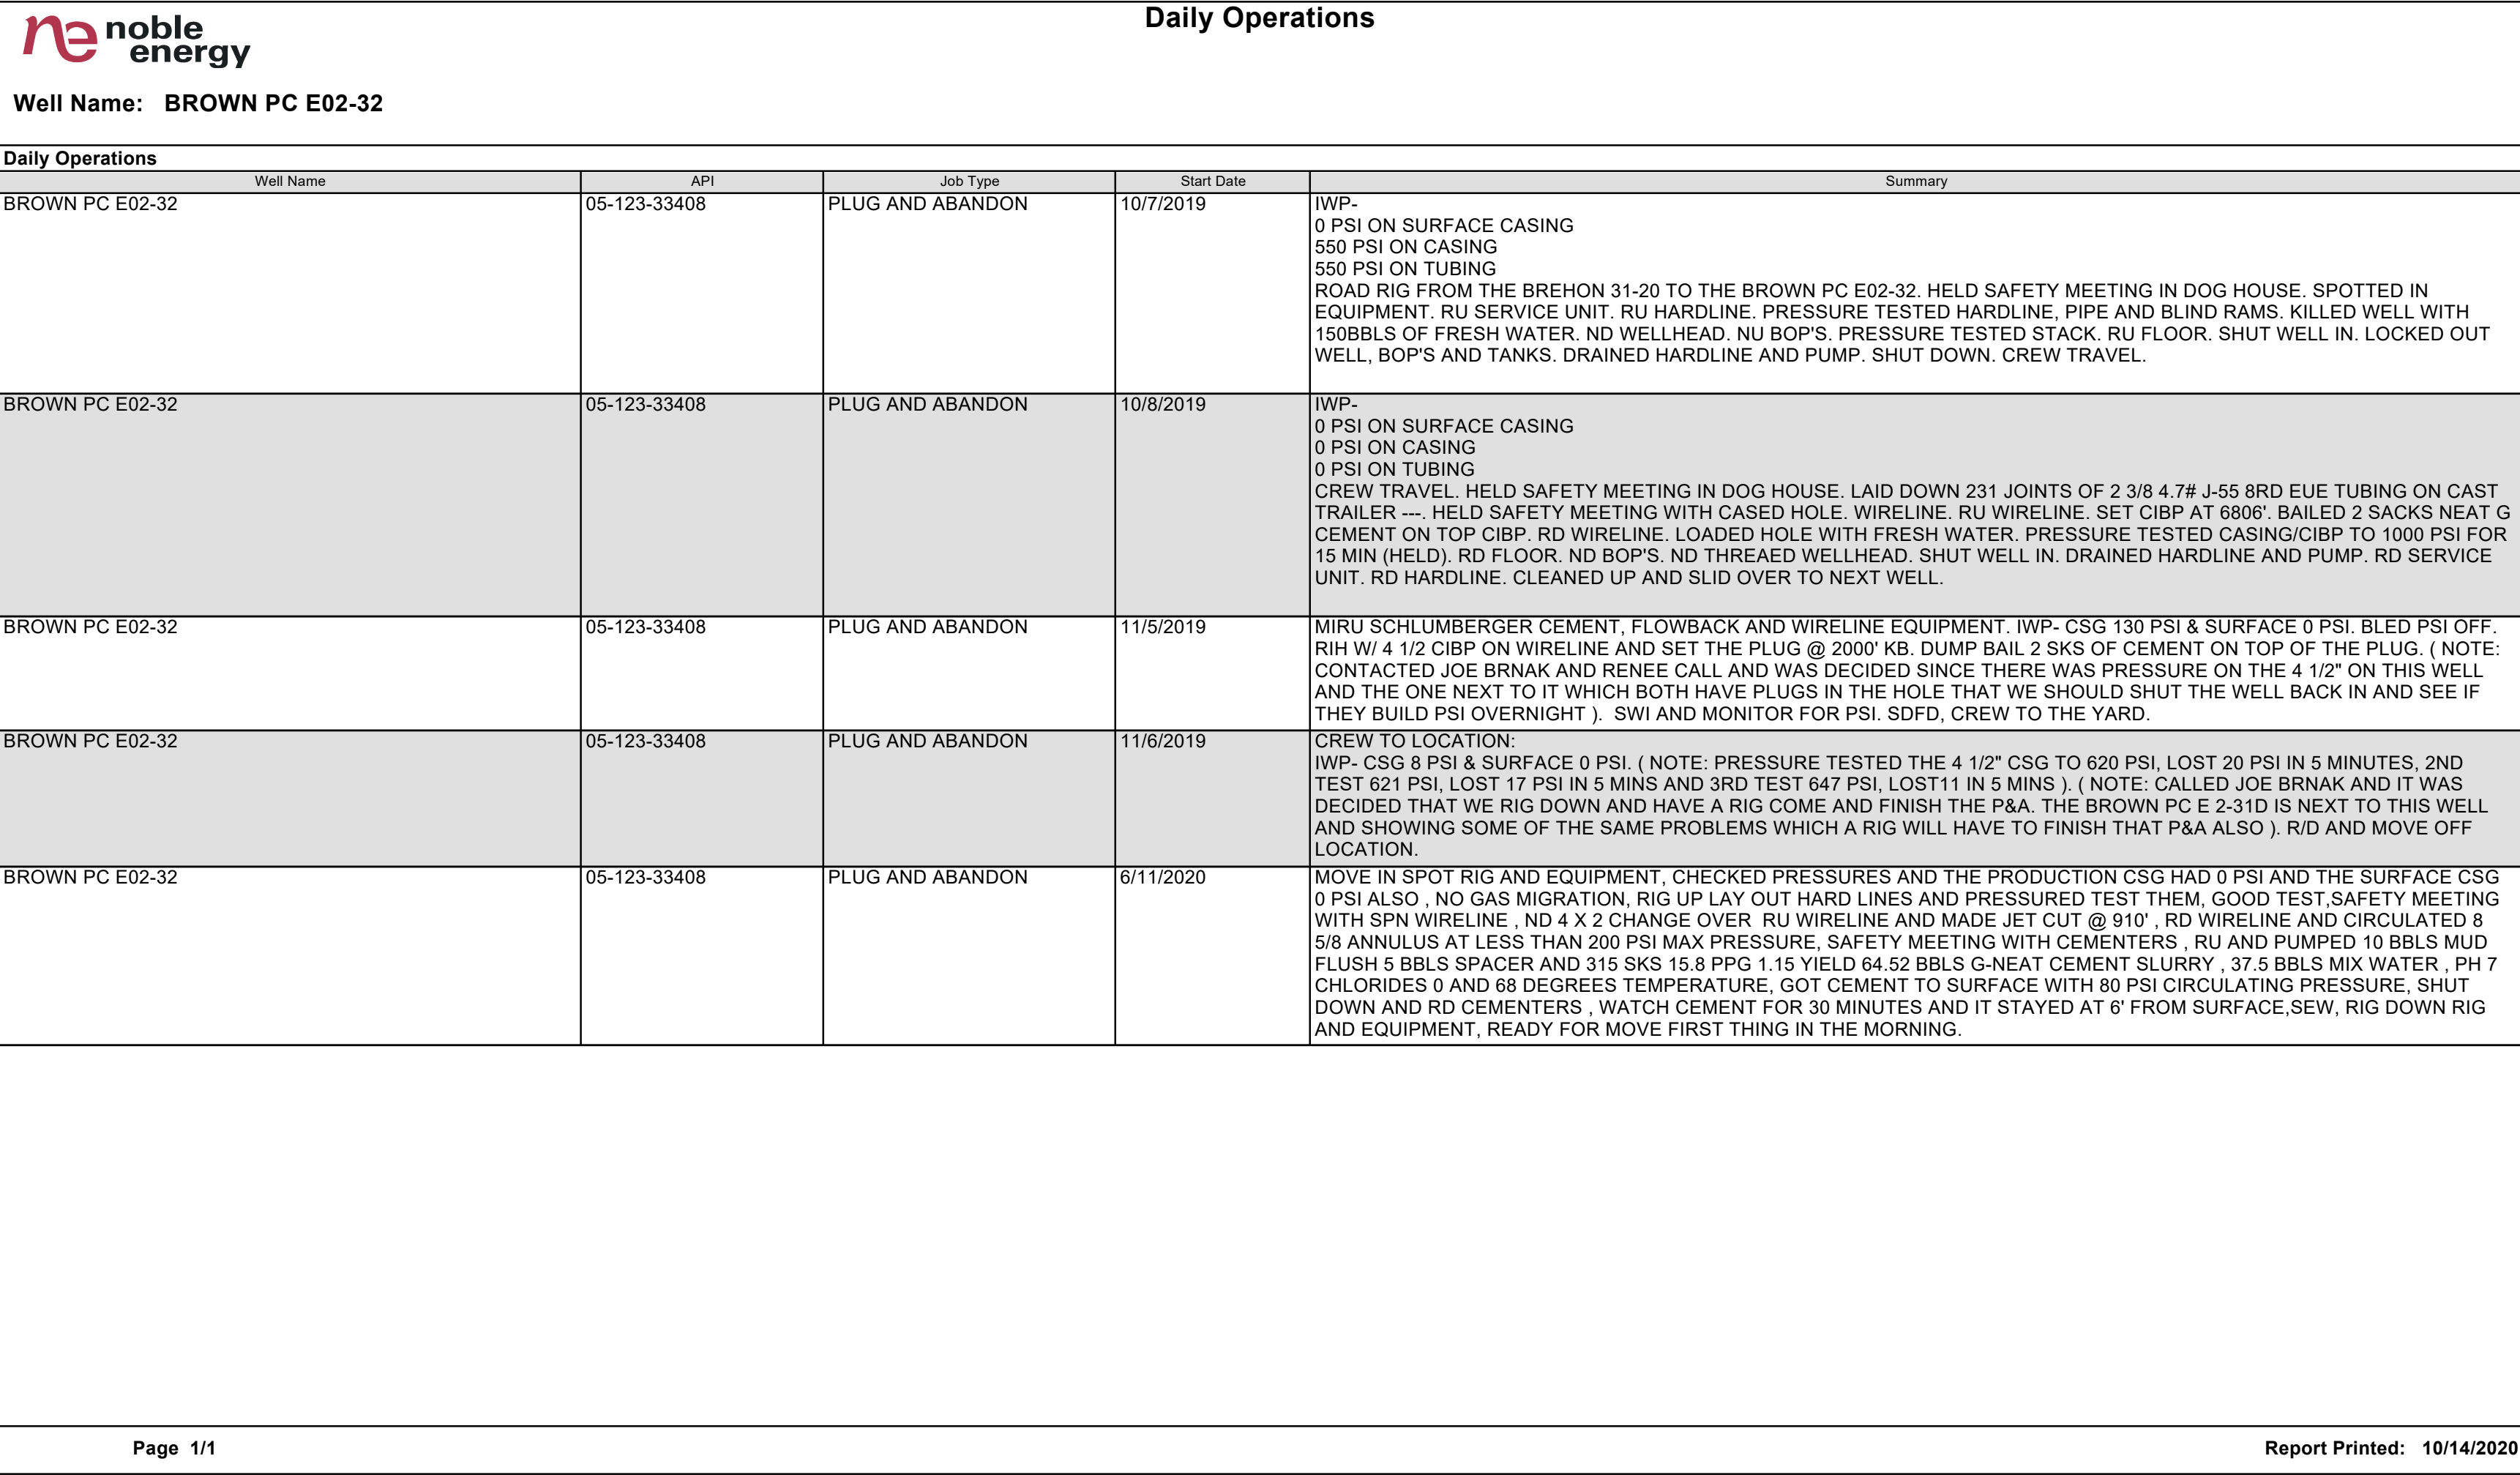 Daily Operations
noble
energy
Well Name: BROWN PC E02-32
Daily Operations
Well Name API Job Type Start Date Summary
BROWN PC E02-32 05-123-33408 PLUG AND ABANDON 10/7/2019 IWP-
0 PSI ON SURFACE CASING
550 PSI ON CASING
550 PSI ON TUBING
ROAD RIG FROM THE BREHON 31-20 TO THE BROWN PC E02-32. HELD SAFETY MEETING IN DOG HOUSE. SPOTTED IN
EQUIPMENT. RU SERVICE UNIT. RU HARDLINE. PRESSURE TESTED HARDLINE, PIPE AND BLIND RAMS. KILLED WELL WITH
150BBLS OF FRESH WATER. ND WELLHEAD. NU BOP'S. PRESSURE TESTED STACK. RU FLOOR. SHUT WELL IN. LOCKED OUT
WELL, BOP'S AND TANKS. DRAINED HARDLINE AND PUMP. SHUT DOWN. CREW TRAVEL.
BROWN PC E02-32 05-123-33408 PLUG AND ABANDON 10/8/2019 IWP-
0 PSI ON SURFACE CASING
0 PSI ON CASING
0 PSI ON TUBING
CREW TRAVEL. HELD SAFETY MEETING IN DOG HOUSE. LAID DOWN 231 JOINTS OF 2 3/8 4.7# J-55 8RD EUE TUBING ON CAST
TRAILER ---. HELD SAFETY MEETING WITH CASED HOLE. WIRELINE. RU WIRELINE. SET CIBP AT 6806'. BAILED 2 SACKS NEAT G
CEMENT ON TOP CIBP. RD WIRELINE. LOADED HOLE WITH FRESH WATER. PRESSURE TESTED CASING/CIBP TO 1000 PSI FOR
15 MIN (HELD). RD FLOOR. ND BOP'S. ND THREAED WELLHEAD. SHUT WELL IN. DRAINED HARDLINE AND PUMP. RD SERVICE
UNIT. RD HARDLINE. CLEANED UP AND SLID OVER TO NEXT WELL.
BROWN PC E02-32 05-123-33408 PLUG AND ABANDON 11/5/2019 MIRU SCHLUMBERGER CEMENT, FLOWBACK AND WIRELINE EQUIPMENT. IWP- CSG 130 PSI & SURFACE 0 PSI. BLED PSI OFF.
RIH W/ 4 1/2 CIBP ON WIRELINE AND SET THE PLUG @ 2000' KB. DUMP BAIL 2 SKS OF CEMENT ON TOP OF THE PLUG. ( NOTE:
CONTACTED JOE BRNAK AND RENEE CALL AND WAS DECIDED SINCE THERE WAS PRESSURE ON THE 4 1/2" ON THIS WELL
AND THE ONE NEXT TO IT WHICH BOTH HAVE PLUGS IN THE HOLE THAT WE SHOULD SHUT THE WELL BACK IN AND SEE IF
THEY BUILD PSI OVERNIGHT ). SWI AND MONITOR FOR PSI. SDFD, CREW TO THE YARD.
BROWN PC E02-32 05-123-33408 PLUG AND ABANDON 11/6/2019 CREW TO LOCATION:
IWP- CSG 8 PSI & SURFACE 0 PSI. ( NOTE: PRESSURE TESTED THE 4 1/2" CSG TO 620 PSI, LOST 20 PSI IN 5 MINUTES, 2ND
TEST 621 PSI, LOST 17 PSI IN 5 MINS AND 3RD TEST 647 PSI, LOST11 IN 5 MINS ). ( NOTE: CALLED JOE BRNAK AND IT WAS
DECIDED THAT WE RIG DOWN AND HAVE A RIG COME AND FINISH THE P&A. THE BROWN PC E 2-31D IS NEXT TO THIS WELL
AND SHOWING SOME OF THE SAME PROBLEMS WHICH A RIG WILL HAVE TO FINISH THAT P&A ALSO ). R/D AND MOVE OFF
LOCATION.
BROWN PC E02-32 05-123-33408 PLUG AND ABANDON 6/11/2020 MOVE IN SPOT RIG AND EQUIPMENT, CHECKED PRESSURES AND THE PRODUCTION CSG HAD 0 PSI AND THE SURFACE CSG
0 PSI ALSO , NO GAS MIGRATION, RIG UP LAY OUT HARD LINES AND PRESSURED TEST THEM, GOOD TEST,SAFETY MEETING
WITH SPN WIRELINE , ND 4 X 2 CHANGE OVER RU WIRELINE AND MADE JET CUT @ 910' , RD WIRELINE AND CIRCULATED 8
5/8 ANNULUS AT LESS THAN 200 PSI MAX PRESSURE, SAFETY MEETING WITH CEMENTERS , RU AND PUMPED 10 BBLS MUD
FLUSH 5 BBLS SPACER AND 315 SKS 15.8 PPG 1.15 YIELD 64.52 BBLS G-NEAT CEMENT SLURRY , 37.5 BBLS MIX WATER , PH 7
CHLORIDES 0 AND 68 DEGREES TEMPERATURE, GOT CEMENT TO SURFACE WITH 80 PSI CIRCULATING PRESSURE, SHUT
DOWN AND RD CEMENTERS , WATCH CEMENT FOR 30 MINUTES AND IT STAYED AT 6' FROM SURFACE,SEW, RIG DOWN RIG
AND EQUIPMENT, READY FOR MOVE FIRST THING IN THE MORNING.
Page 1/1 Report Printed: 10/14/2020